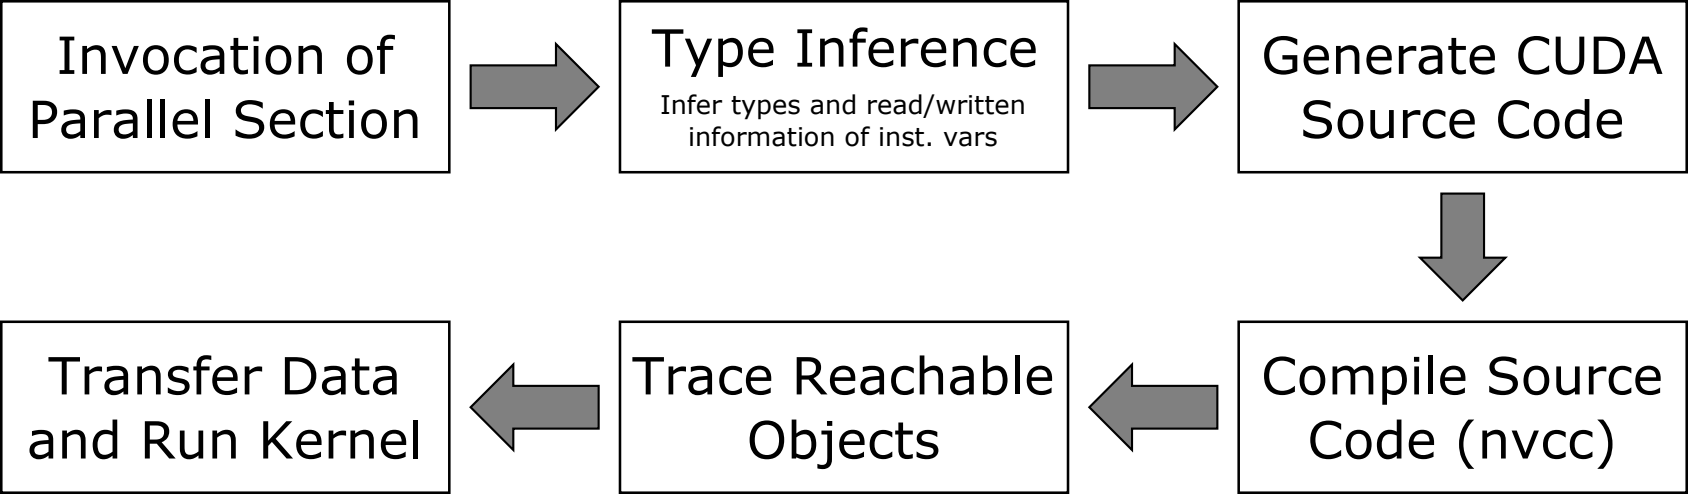 Invocation of
Parallel Section
Type Inference
Infer types and read/written
information of inst. vars
Generate CUDA
Source Code
Compile Source
Code (nvcc)
Trace Reachable
Objects
Transfer Data
and Run Kernel